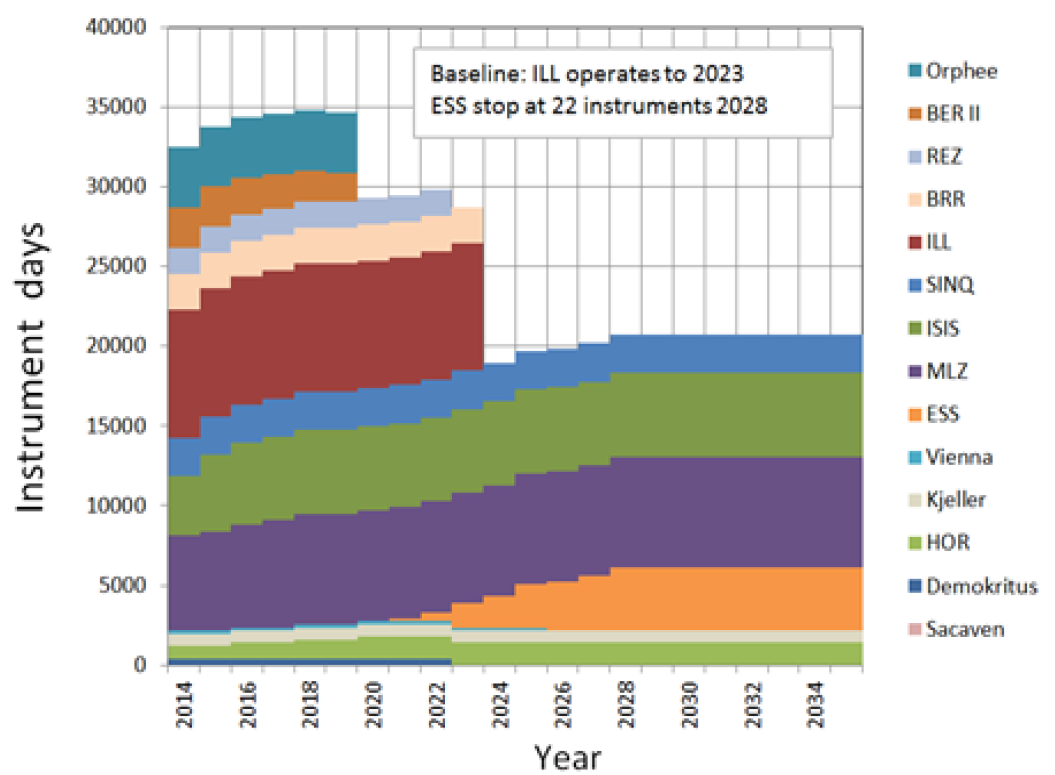 40000
35000
30000
25000
20000
15000
10000
5000
0
Instrument days
Baseline: ILL operates to 2023
ESS stop at 22 instruments 2028
Orphee
BER II
REZ
BRR
ILL
SINQ
ISIS
MLZ
ESS
Vienna
Kjeller
HOR
Demokritus
Sacaven
2014
2016
2018
2020
2022
2024
2026
2028
2030
2032
2034
Year